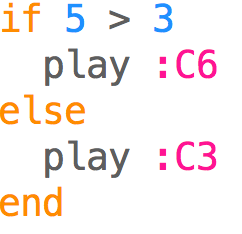 if 5 > 3
  play :C6
else
  play :C3
end